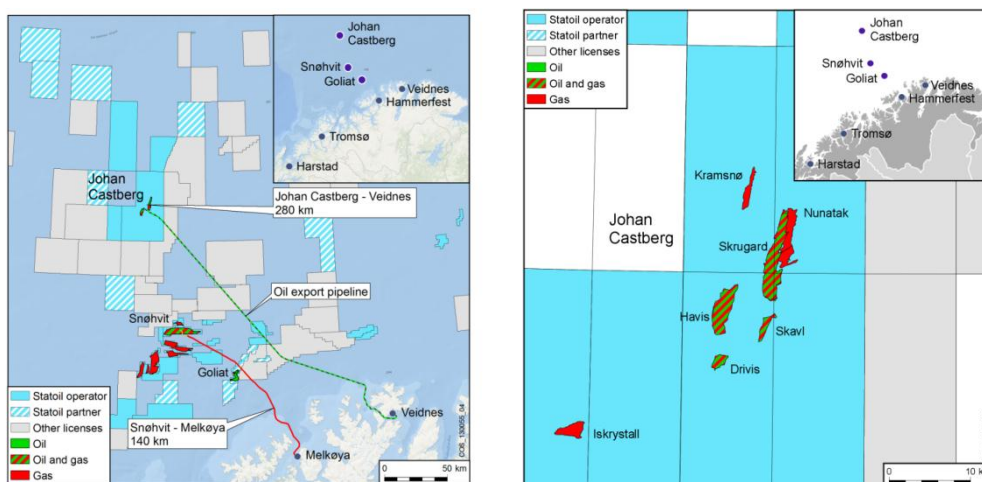 Johan
Castberg
Snøhvit
Goliat
Veidnes
Hammerfest
Tromsø
Harstad
Johan
Castberg
Johan Castberg - Veidnes
280 km
Oil export pipeline
Snøhvit
Goliat
Veidnes
Snøhvit - Melkøya
140 km
Melkøya
Statoil operator
Statoil partner
Other licenses
Oil
Oil and gas
Gas
0 50 km
Statoil operator
Statoil partner
Other licenses
Oil
Oil and gas
Gas
Johan
Castberg
Snøhvit
Goliat
Veidnes
Hammerfest
Tromsø
Harstad
Kramsnø
Nunatak
Johan
Castberg
Skrugard
Havis
Skavl
Drivis
Iskrystall
0 10 k